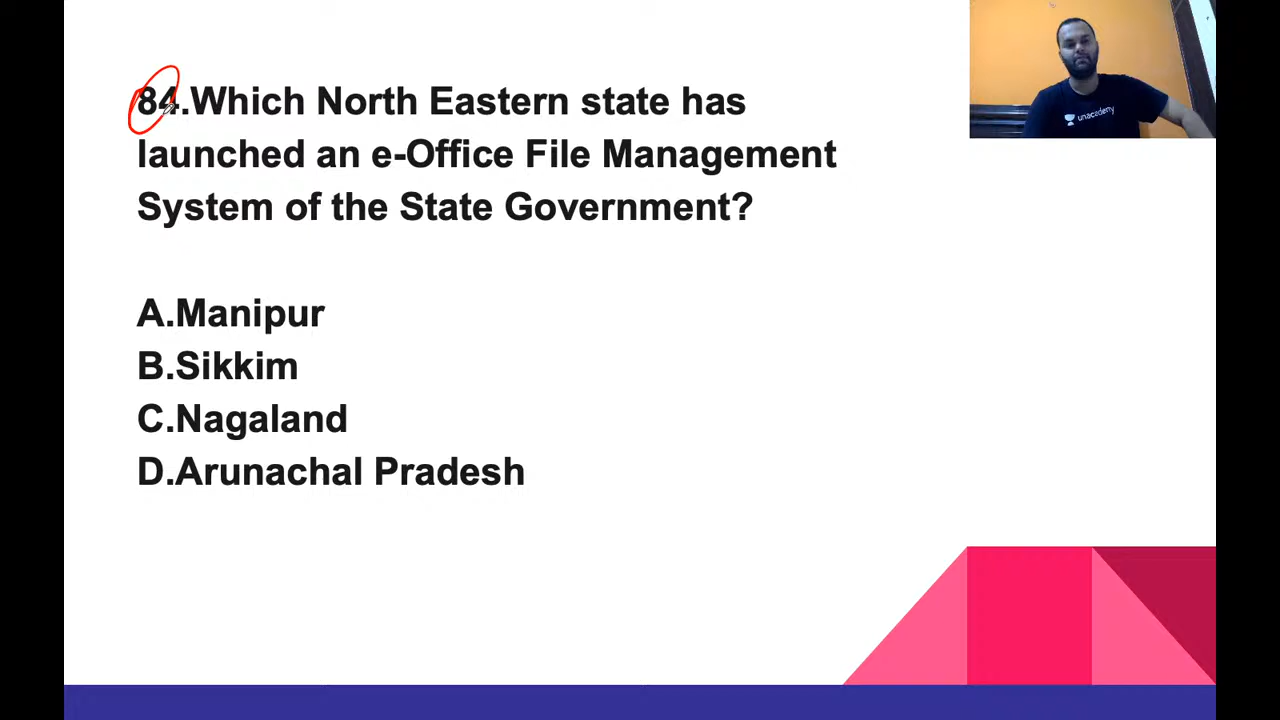 84.Which North Eastern state has
launched an e-Office File Management
System of the State Government?
A.Manipur
B.Sikkim
C.Nagaland
D.Arunachal Pradesh
unacademy